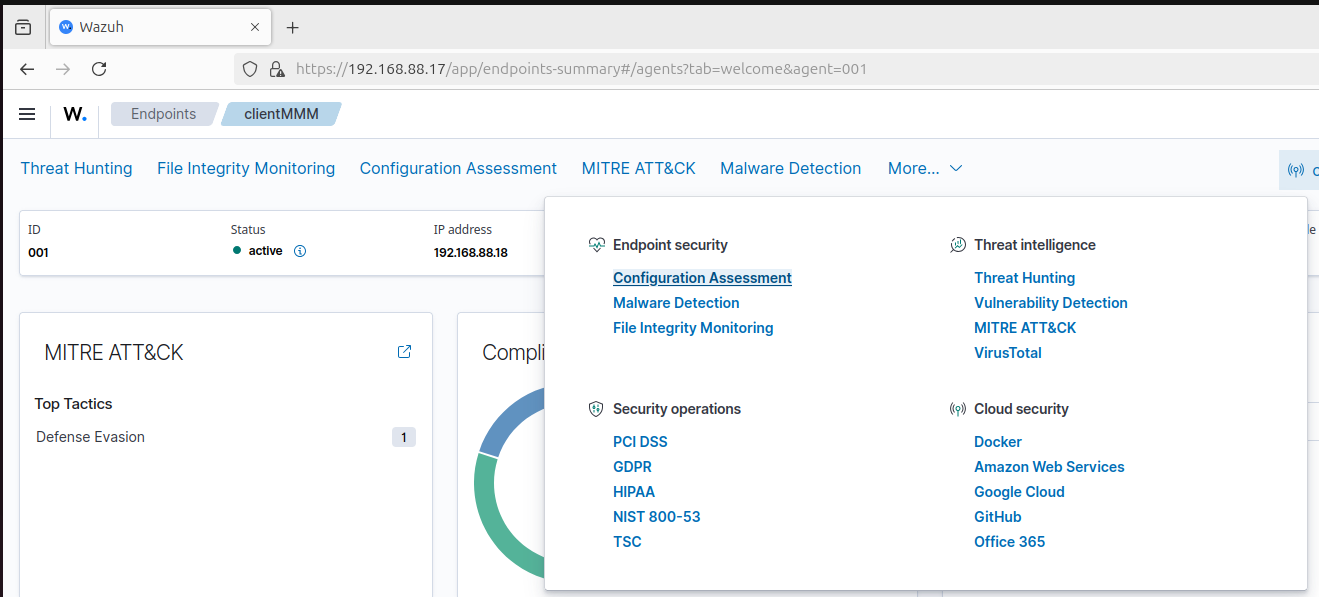 Wazuh
https://192.168.88.17/app/endpoints-summary#/agents?tab=welcome&agent=001
W.
Endpoints
clientMMM
Threat Hunting
File Integrity Monitoring
Configuration Assessment
MITRE ATT&CK
Malware Detection
More...
ID
001
Status
active
IP address
192.168.88.18
MITRE ATT&CK
Top Tactics
Defense Evasion
1
Endpoint security
Configuration Assessment
Malware Detection
File Integrity Monitoring
Threat intelligence
Threat Hunting
Vulnerability Detection
MITRE ATT&CK
VirusTotal
Security operations
PCI DSS
GDPR
HIPAA
NIST 800-53
TSC
Cloud security
Docker
Amazon Web Services
Google Cloud
GitHub
Office 365